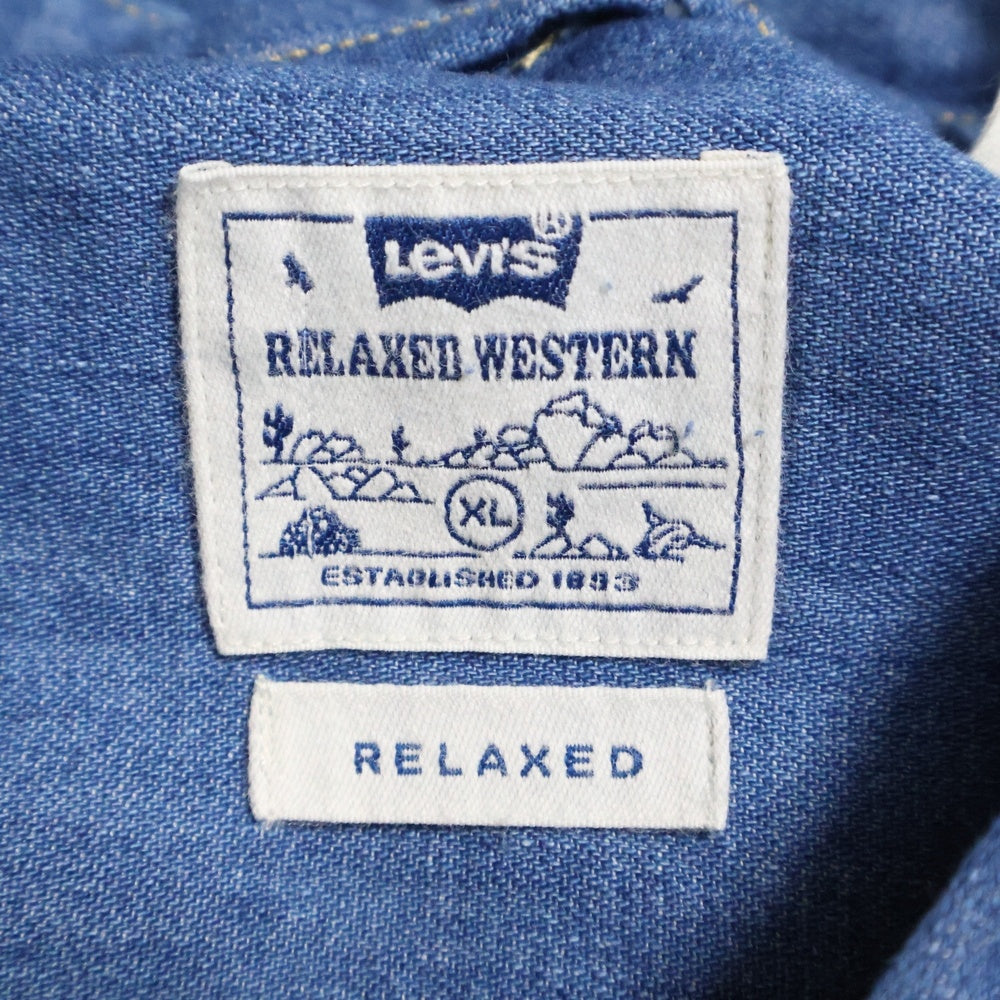 Levi's®
RELAXED WESTERN
XL
ESTABLISHED 1853
RELAXED